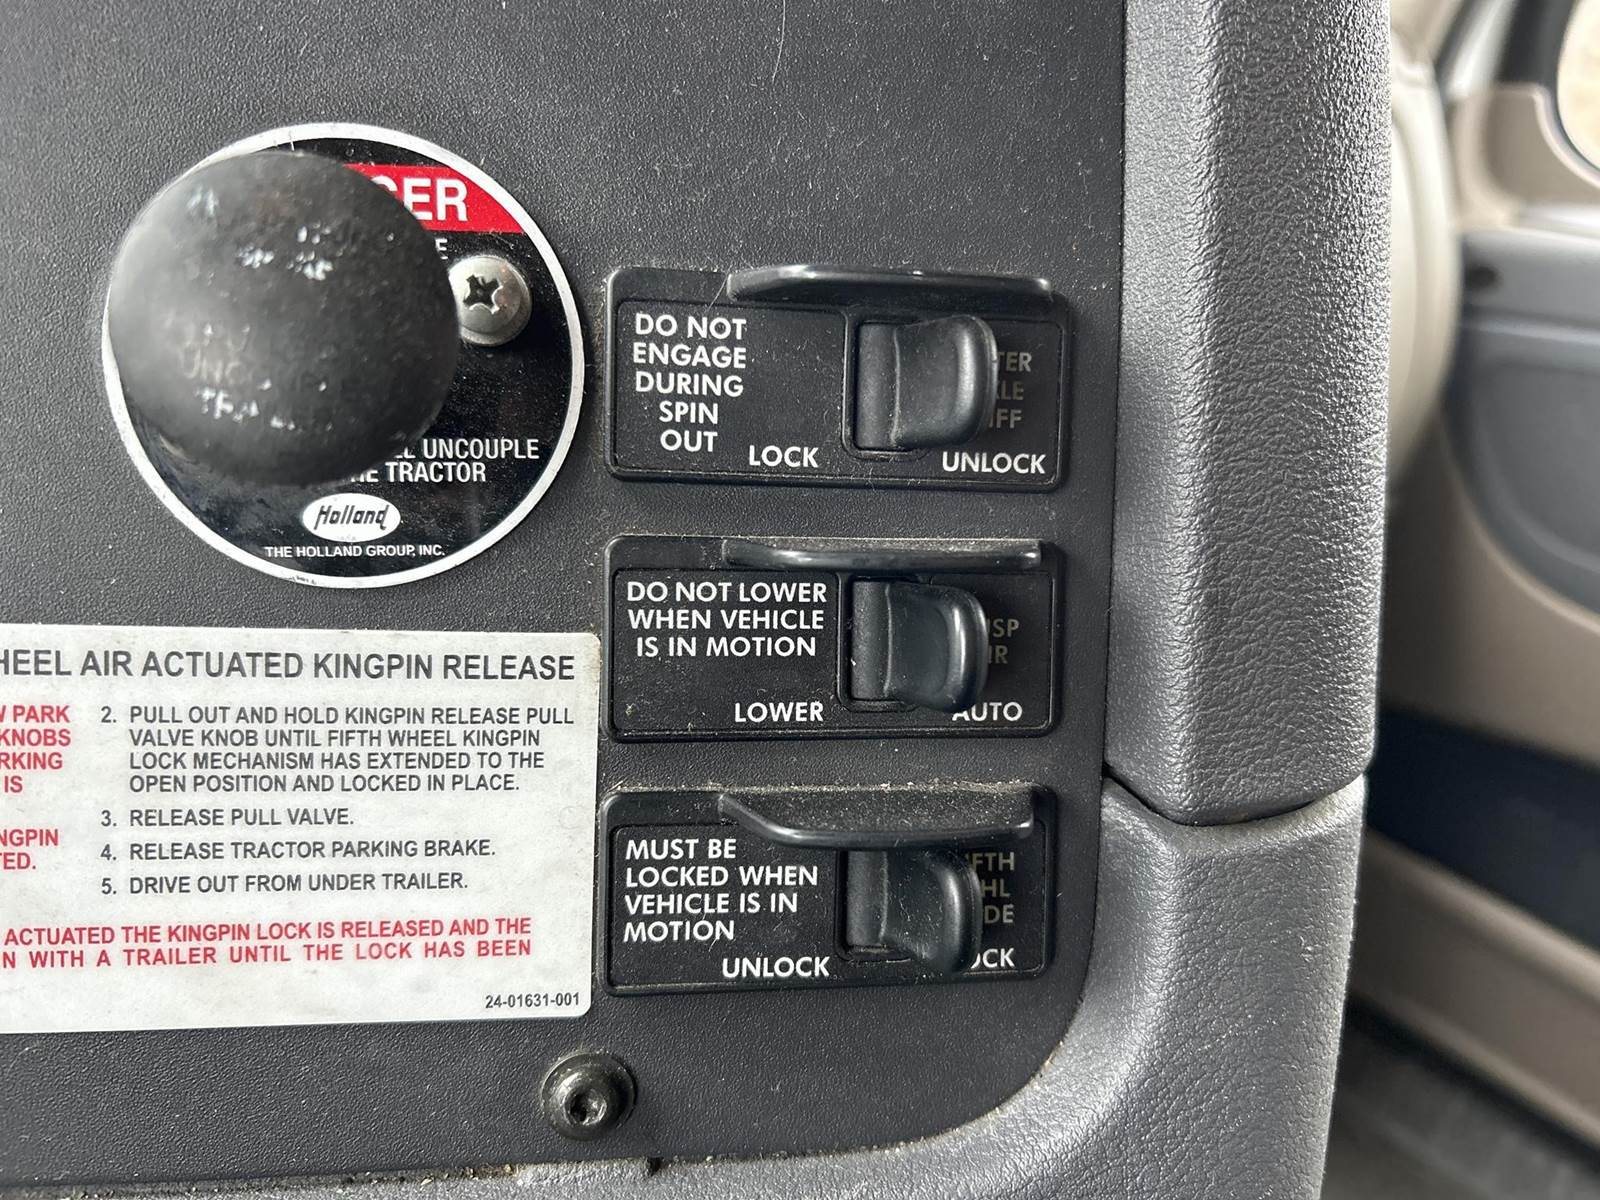 UNCOUPLE
TRACTOR
Holland
THE HOLLAND GROUP, INC.
DO NOT
ENGAGE
DURING
SPIN
OUT
LOCK
UNLOCK
DO NOT LOWER
WHEN VEHICLE
IS IN MOTION
LOWER
AUTO
MUST BE
LOCKED WHEN
VEHICLE IS IN
MOTION
UNLOCK
AIR ACTUATED KINGPIN RELEASE
PARK
KNOBS
IS
2. PULL OUT AND HOLD KINGPIN RELEASE PULL
VALVE KNOB UNTIL FIFTH WHEEL KINGPIN
LOCK MECHANISM HAS EXTENDED TO THE
OPEN POSITION AND LOCKED IN PLACE.
3. RELEASE PULL VALVE.
4. RELEASE TRACTOR PARKING BRAKE.
5. DRIVE OUT FROM UNDER TRAILER.
ACTUATED THE KINGPIN LOCK IS RELEASED AND THE
WITH A TRAILER UNTIL THE LOCK HAS BEEN
24-01631-001